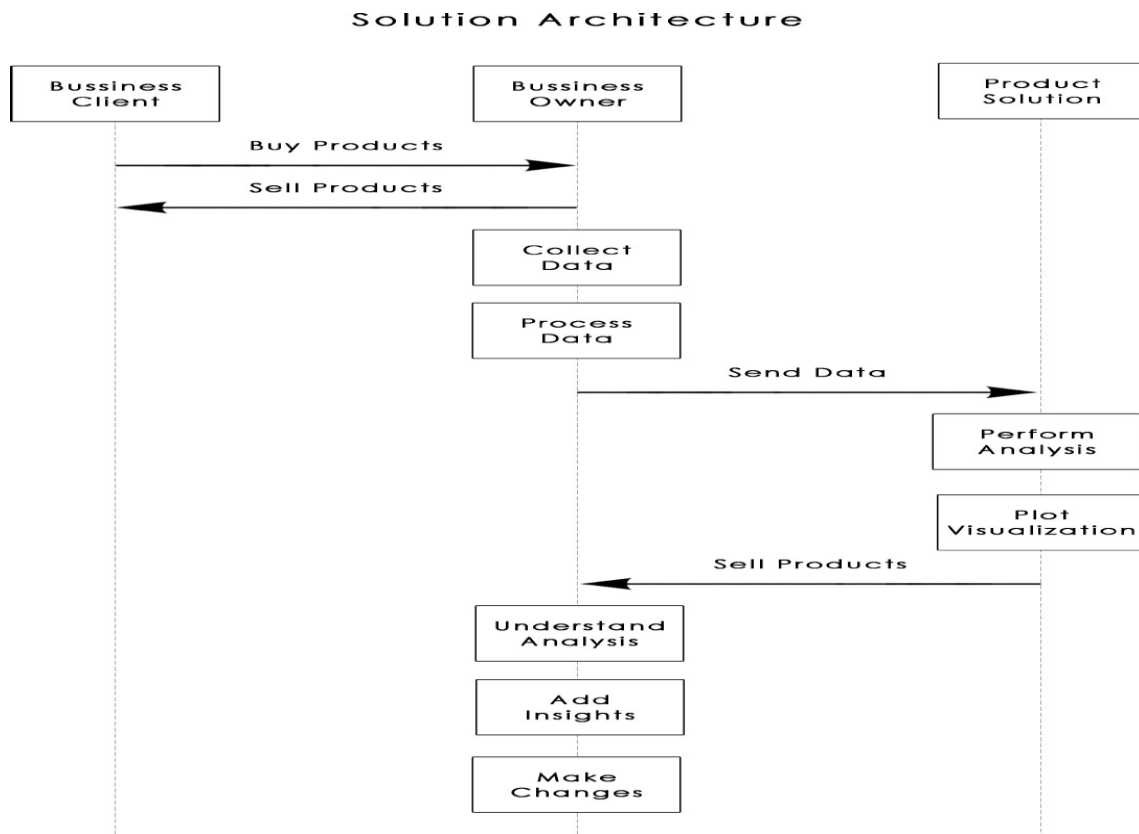 Solution Architecture
Bussiness
Client
Bussiness
Owner
Product
Solution
Buy Products
Sell Products
Collect
Data
Process
Data
Send Data
Perform
Analysis
Plot
Visualization
Sell Products
Understand
Analysis
Add
Insights
Make
Changes